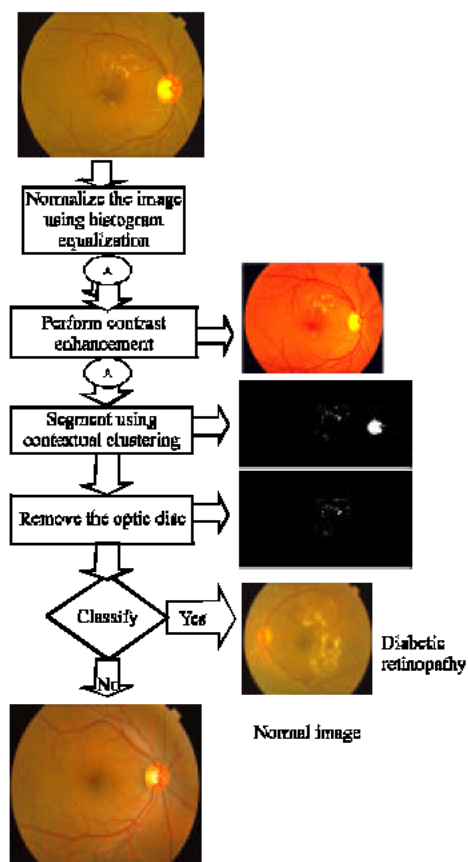 Normalize the image
using histogram
equalization
A
Perform contrast
enhancement
A
Segment using
contextual clustering
Remove the optic disc
Classify
Yes
Diabetic
retinopathy
No
Normal image